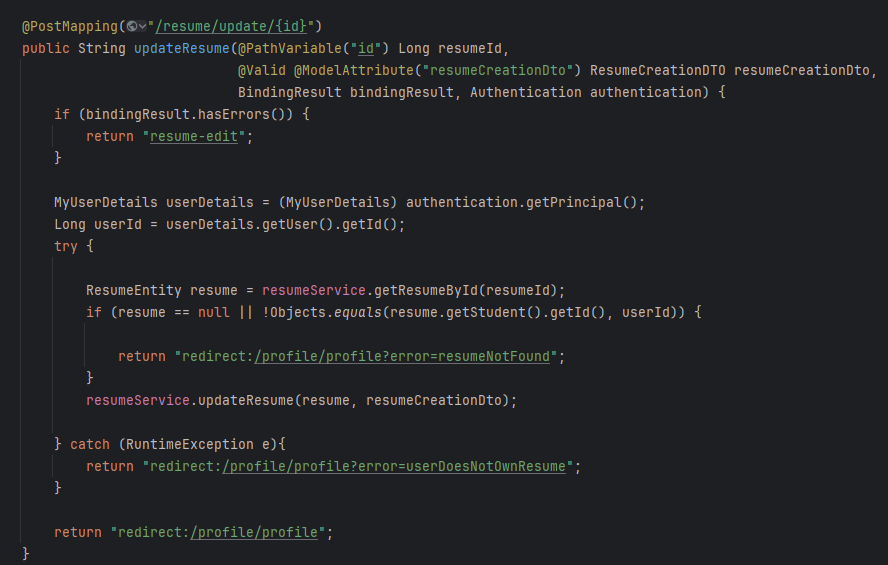 @PostMapping("/resume/update/{id}")
public String updateResume(@PathVariable("id") Long resumeId,
@Valid @ModelAttribute("resumeCreationDto") ResumeCreationDTO resumeCreationDto,
BindingResult bindingResult, Authentication authentication) {
if (bindingResult.hasErrors()) {
return "resume-edit";
}
MyUserDetails userDetails = (MyUserDetails) authentication.getPrincipal();
Long userId = userDetails.getUser().getId();
try {
ResumeEntity resume = resumeService.getResumeById(resumeId);
if (resume == null || !Objects.equals(resume.getStudent().getId(), userId)) {
return "redirect:/profile/profile?error=resumeNotFound";
}
resumeService.updateResume(resume, resumeCreationDto);
} catch (RuntimeException e){
return "redirect:/profile/profile?error=userDoesNotOwnResume";
}
return "redirect:/profile/profile";
}